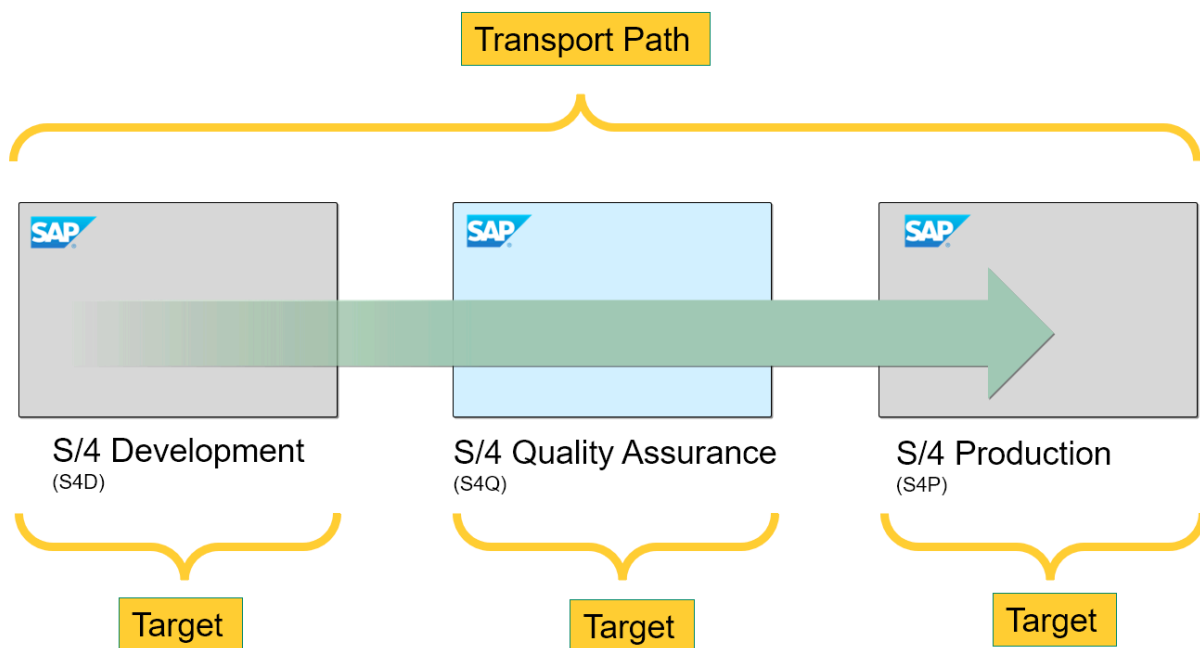 Transport Path
SAP
SAP
SAP
S/4 Development
(S4D)
S/4 Quality Assurance
(S4Q)
S/4 Production
(S4P)
Target
Target
Target